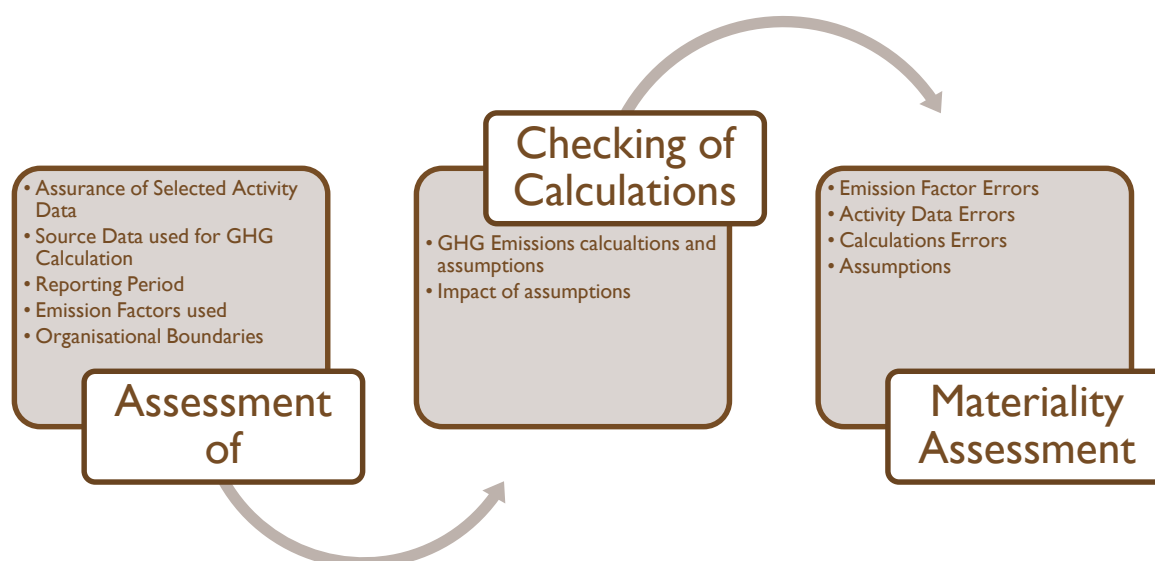 • Assurance of Selected Activity
Data
• Source Data used for GHG
Calculation
• Reporting Period
• Emission Factors used
• Organisational Boundaries
Assessment
of
Checking of
Calculations
• GHG Emissions calcualtions and
assumptions
• Impact of assumptions
• Emission Factor Errors
• Activity Data Errors
• Calculations Errors
• Assumptions
Materiality
Assessment